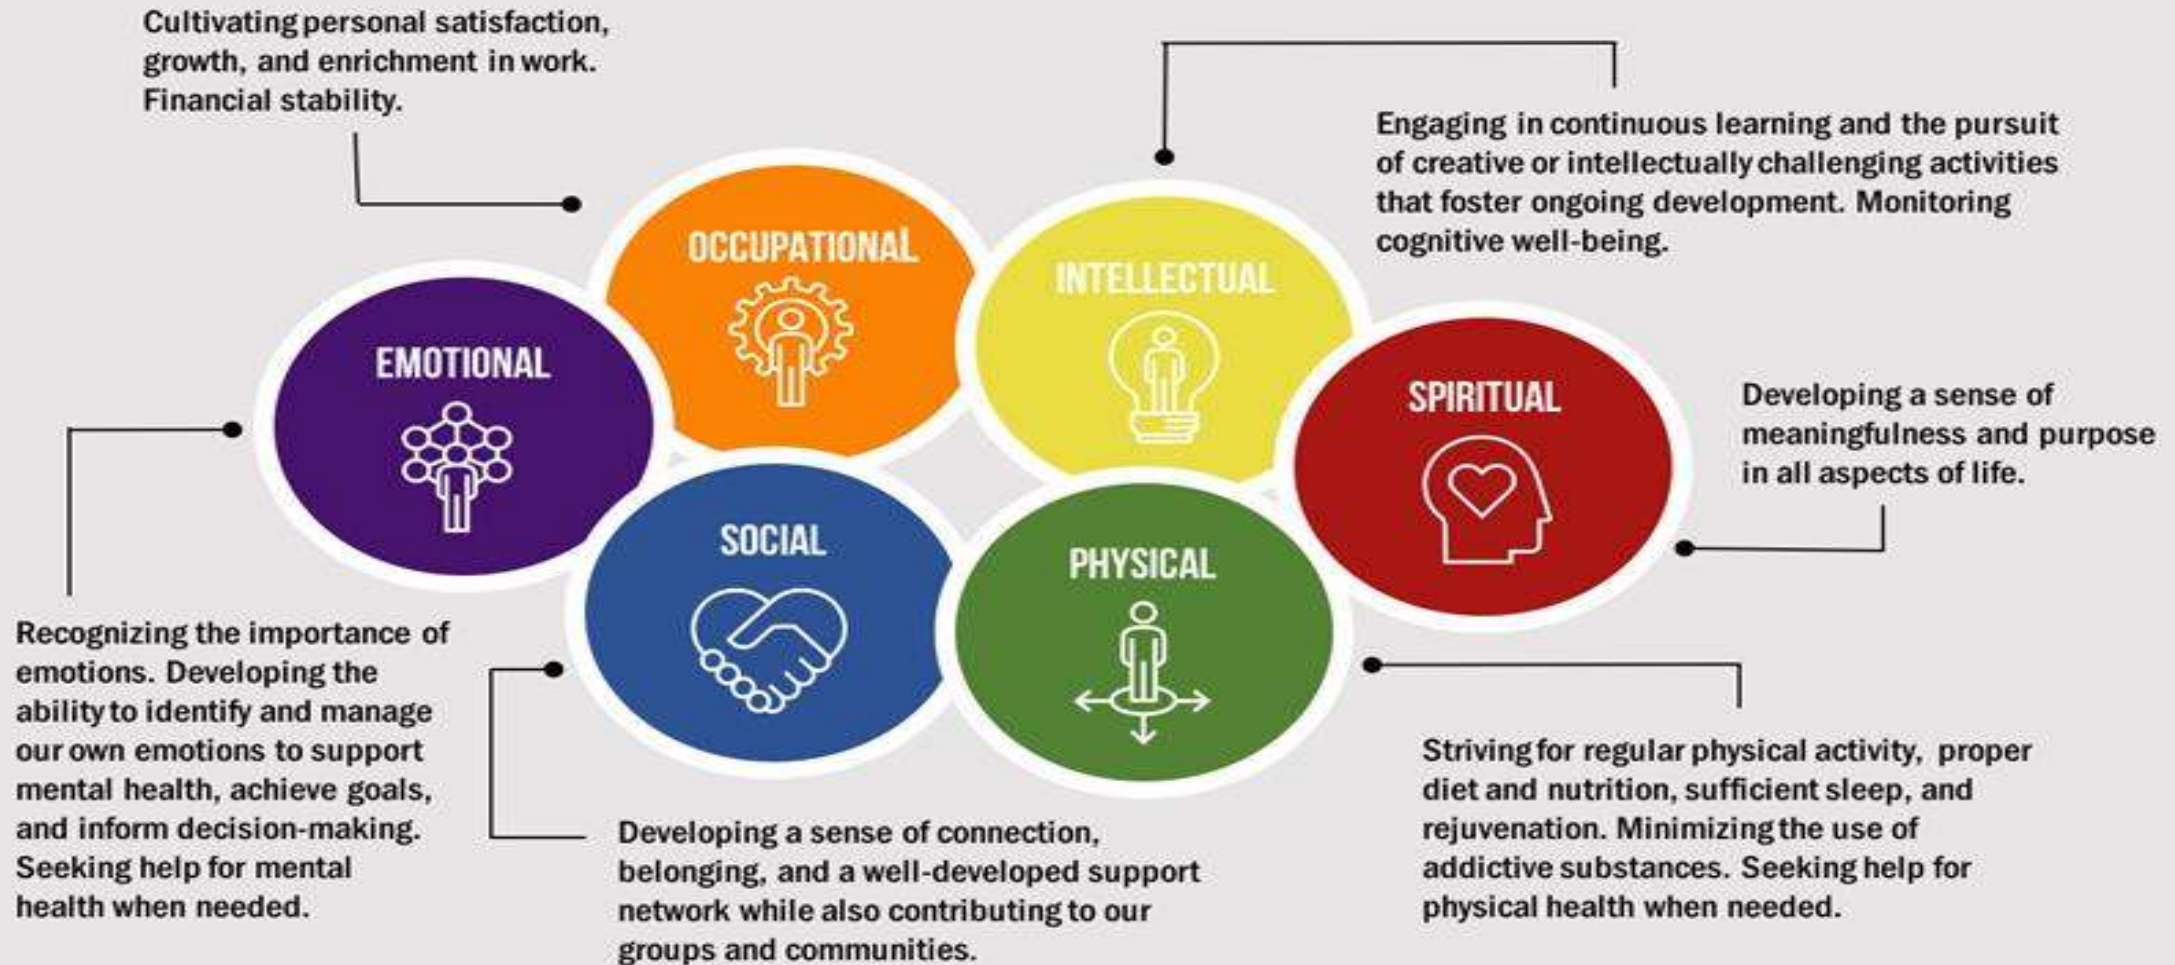 Cultivating personal satisfaction,
growth, and enrichment in work.
Financial stability.
Engaging in continuous learning and the pursuit
of creative or intellectually challenging activities
that foster ongoing development. Monitoring
cognitive well-being.
OCCUPATIONAL
INTELLECTUAL
EMOTIONAL
SPIRITUAL
Developing a sense of
meaningfulness and purpose
in all aspects of life.
SOCIAL
PHYSICAL
Recognizing the importance of
emotions. Developing the
ability to identify and manage
our own emotions to support
mental health, achieve goals,
and inform decision-making.
Seeking help for mental
health when needed.
Developing a sense of connection,
belonging, and a well-developed support
network while also contributing to our
groups and communities.
Striving for regular physical activity, proper
diet and nutrition, sufficient sleep, and
rejuvenation. Minimizing the use of
addictive substances. Seeking help for
physical health when needed.